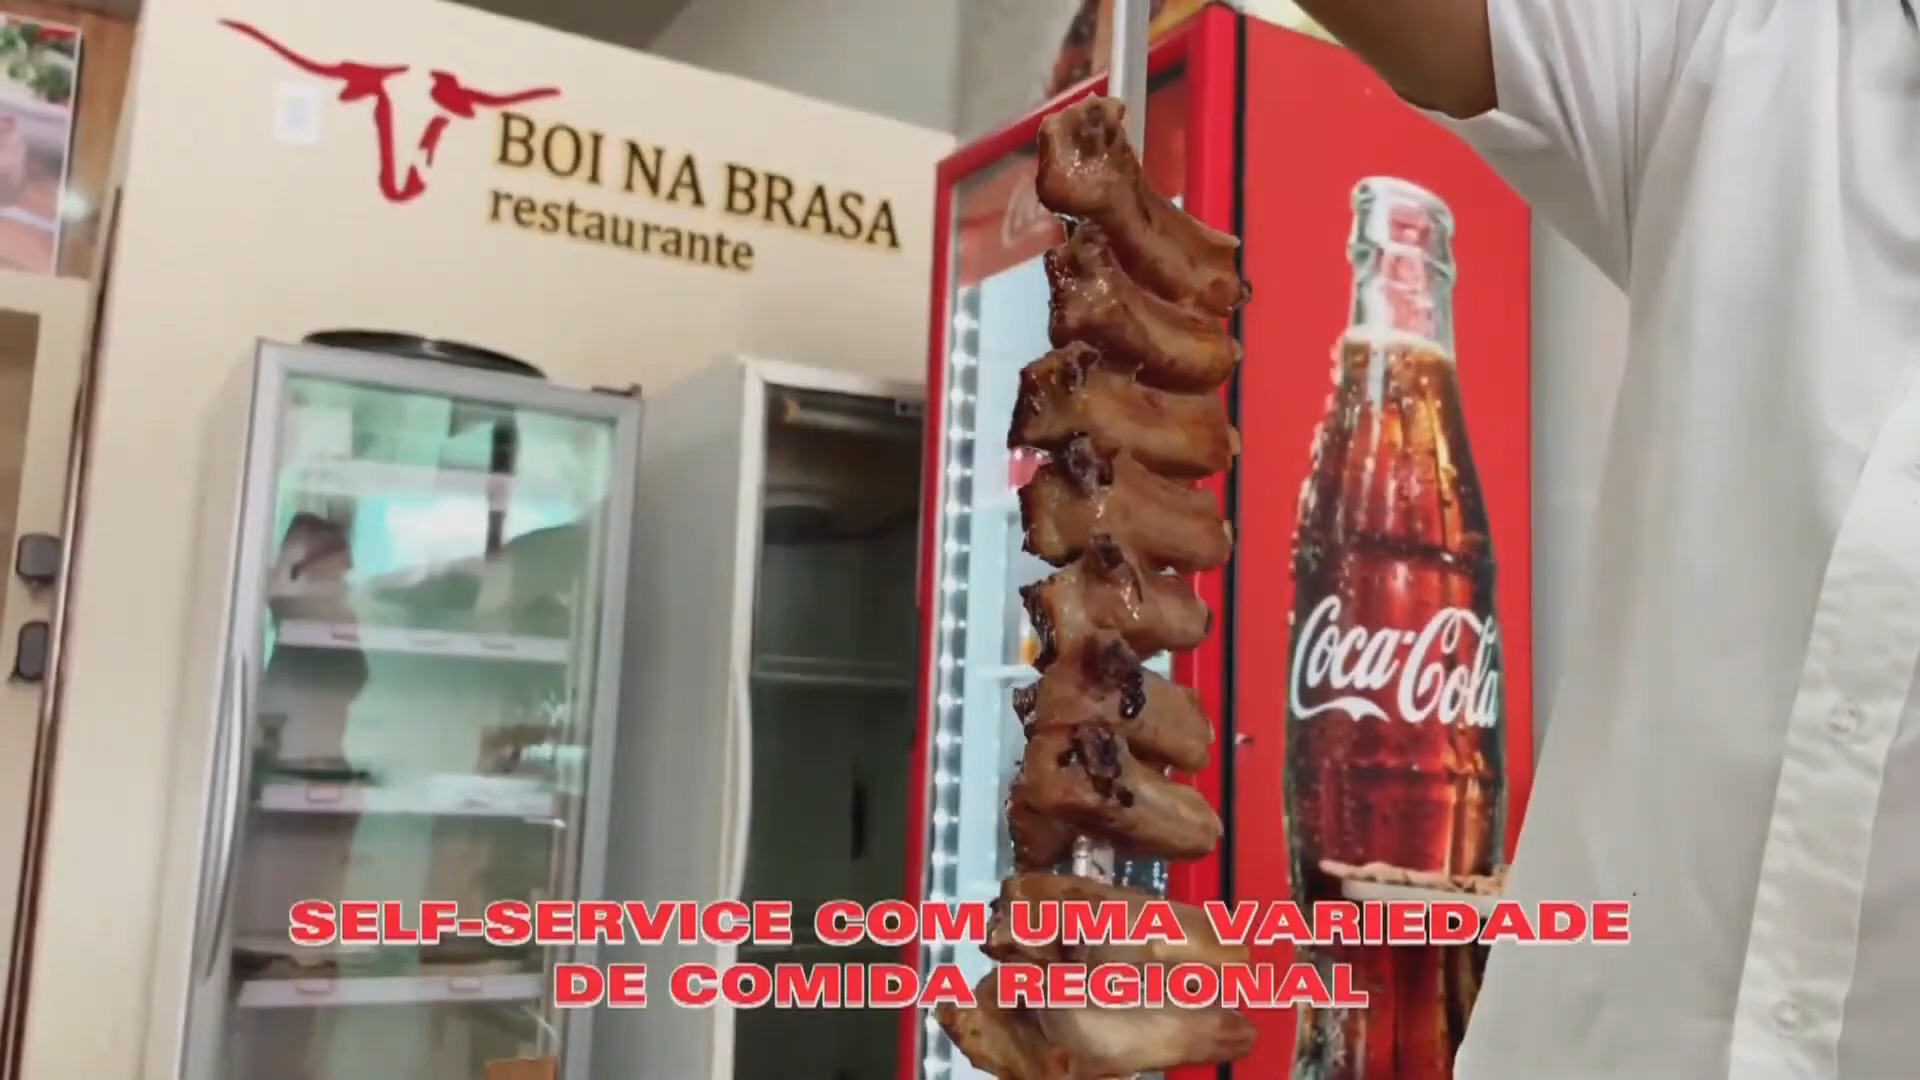 BOI NA BRASA
restaurante
Coca-Cola
SELF-SERVICE COM UMA VARIEDADE
DE COMIDA REGIONAL